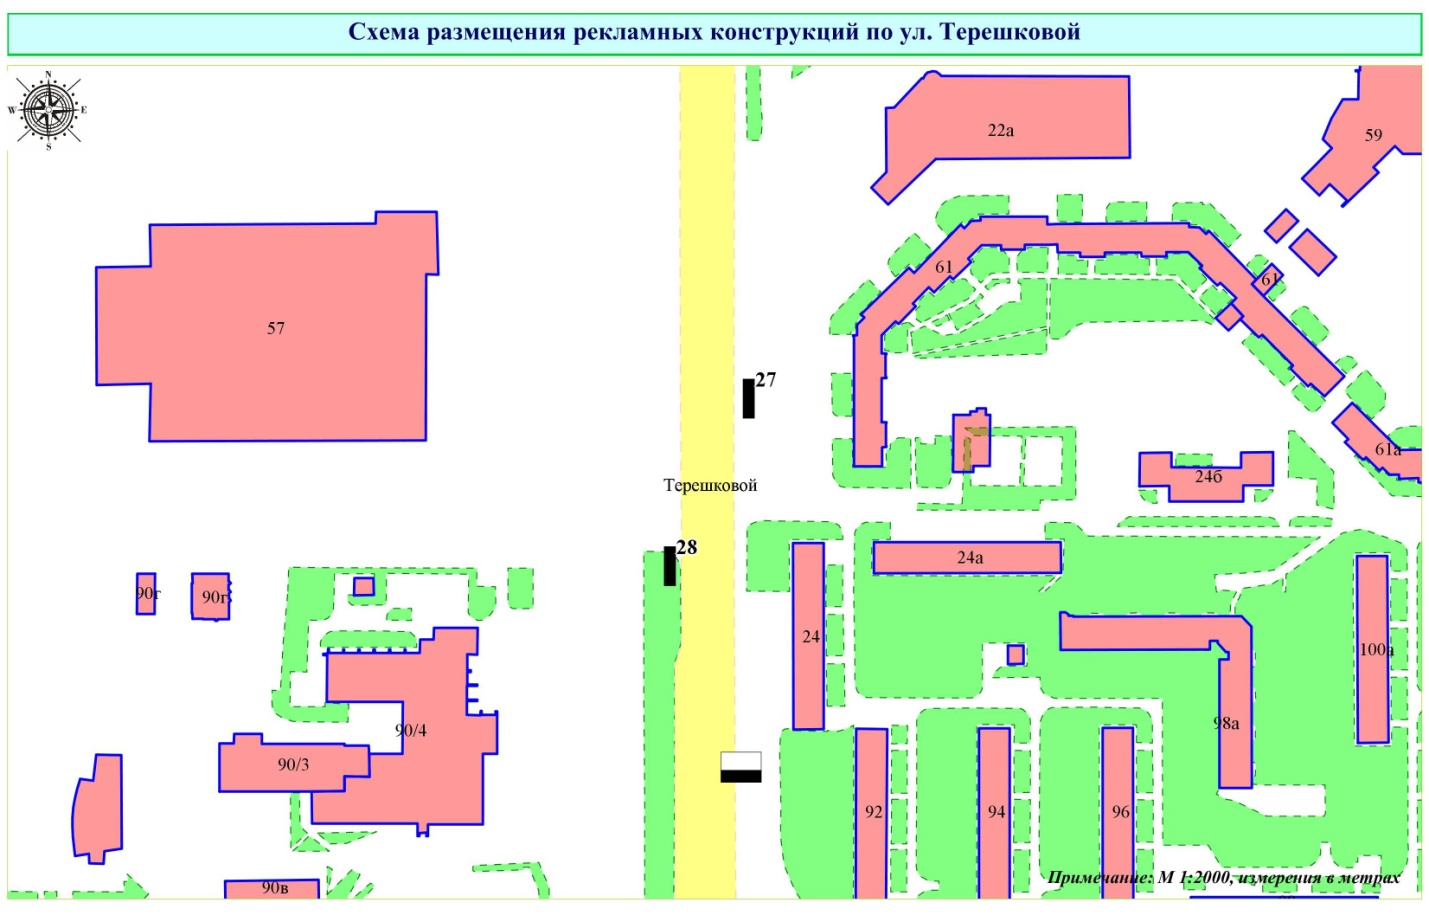 Схема размещения рекламных конструкций по ул. Терешковой
N
W E
S
22а
59
61
61
57
27
61а
24б
Терешковой
28
24а
90г
90г
24
100а
98а
90/4
90/3
92
94
96
Примечание: М 1:2000, измерения в метрах
90в